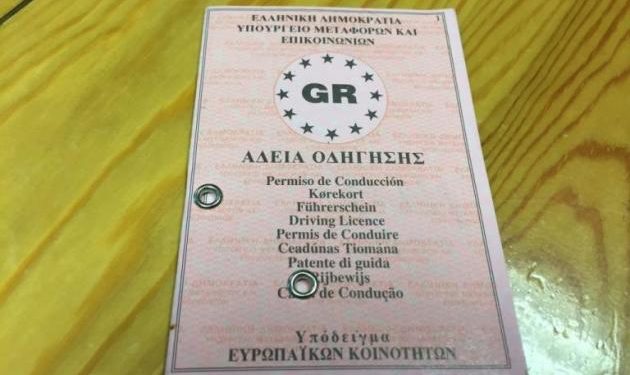 ΕΛΛΗΝΙΚΗ ΔΗΜΟΚΡΑΤΙΑ
1
ΥΠΟΥΡΓΕΙΟ ΜΕΤΑΦΟΡΩΝ ΚΑΙ
ΕΠΙΚΟΙΝΩΝΙΩΝ
GR
ΑΔΕΙΑ ΟΔΗΓΗΣΗΣ
Permiso de Conducción
Kørekort
Führerschein
Driving Licence
Permis de Conduire
Ceadúnas Tiomána
Patente di guida
Rijbewijs
de Condução
Υπόδειγμα
ΕΥΡΩΠΑΪΚΩΝ ΚΟΙΝΟΤΗΤΩΝ